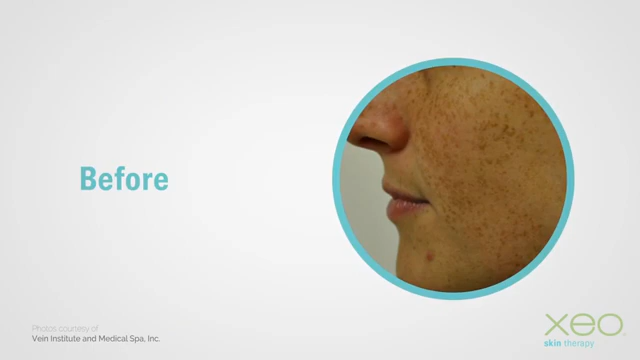 Before
Photos courtesy of
Vein Institute and Medical Spa, Inc.
xeo
skin therapy